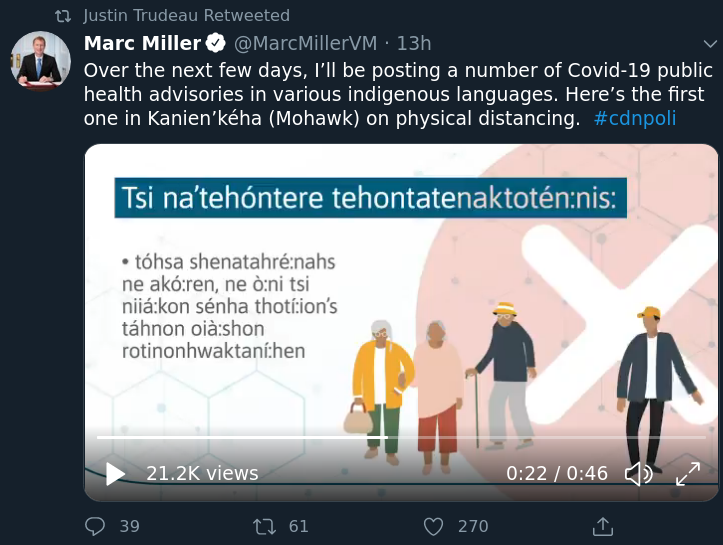 Justin Trudeau Retweeted
Marc Miller @MarcMillerVM · 13h
Over the next few days, I’ll be posting a number of Covid-19 public
health advisories in various indigenous languages. Here’s the first
one in Kanien’kéha (Mohawk) on physical distancing. #cdnpoli
Tsi na’tehóntere tehontatenaktotén:nis:
• tóhsa shenatahré:nahs
ne akó:ren, ne ò:ni tsi
niiá:kon sénha thotí:ion’s
táhnon oià:shon
rotinonhwaktaní:hen
21.2K views 0:22 / 0:46
39 61 270